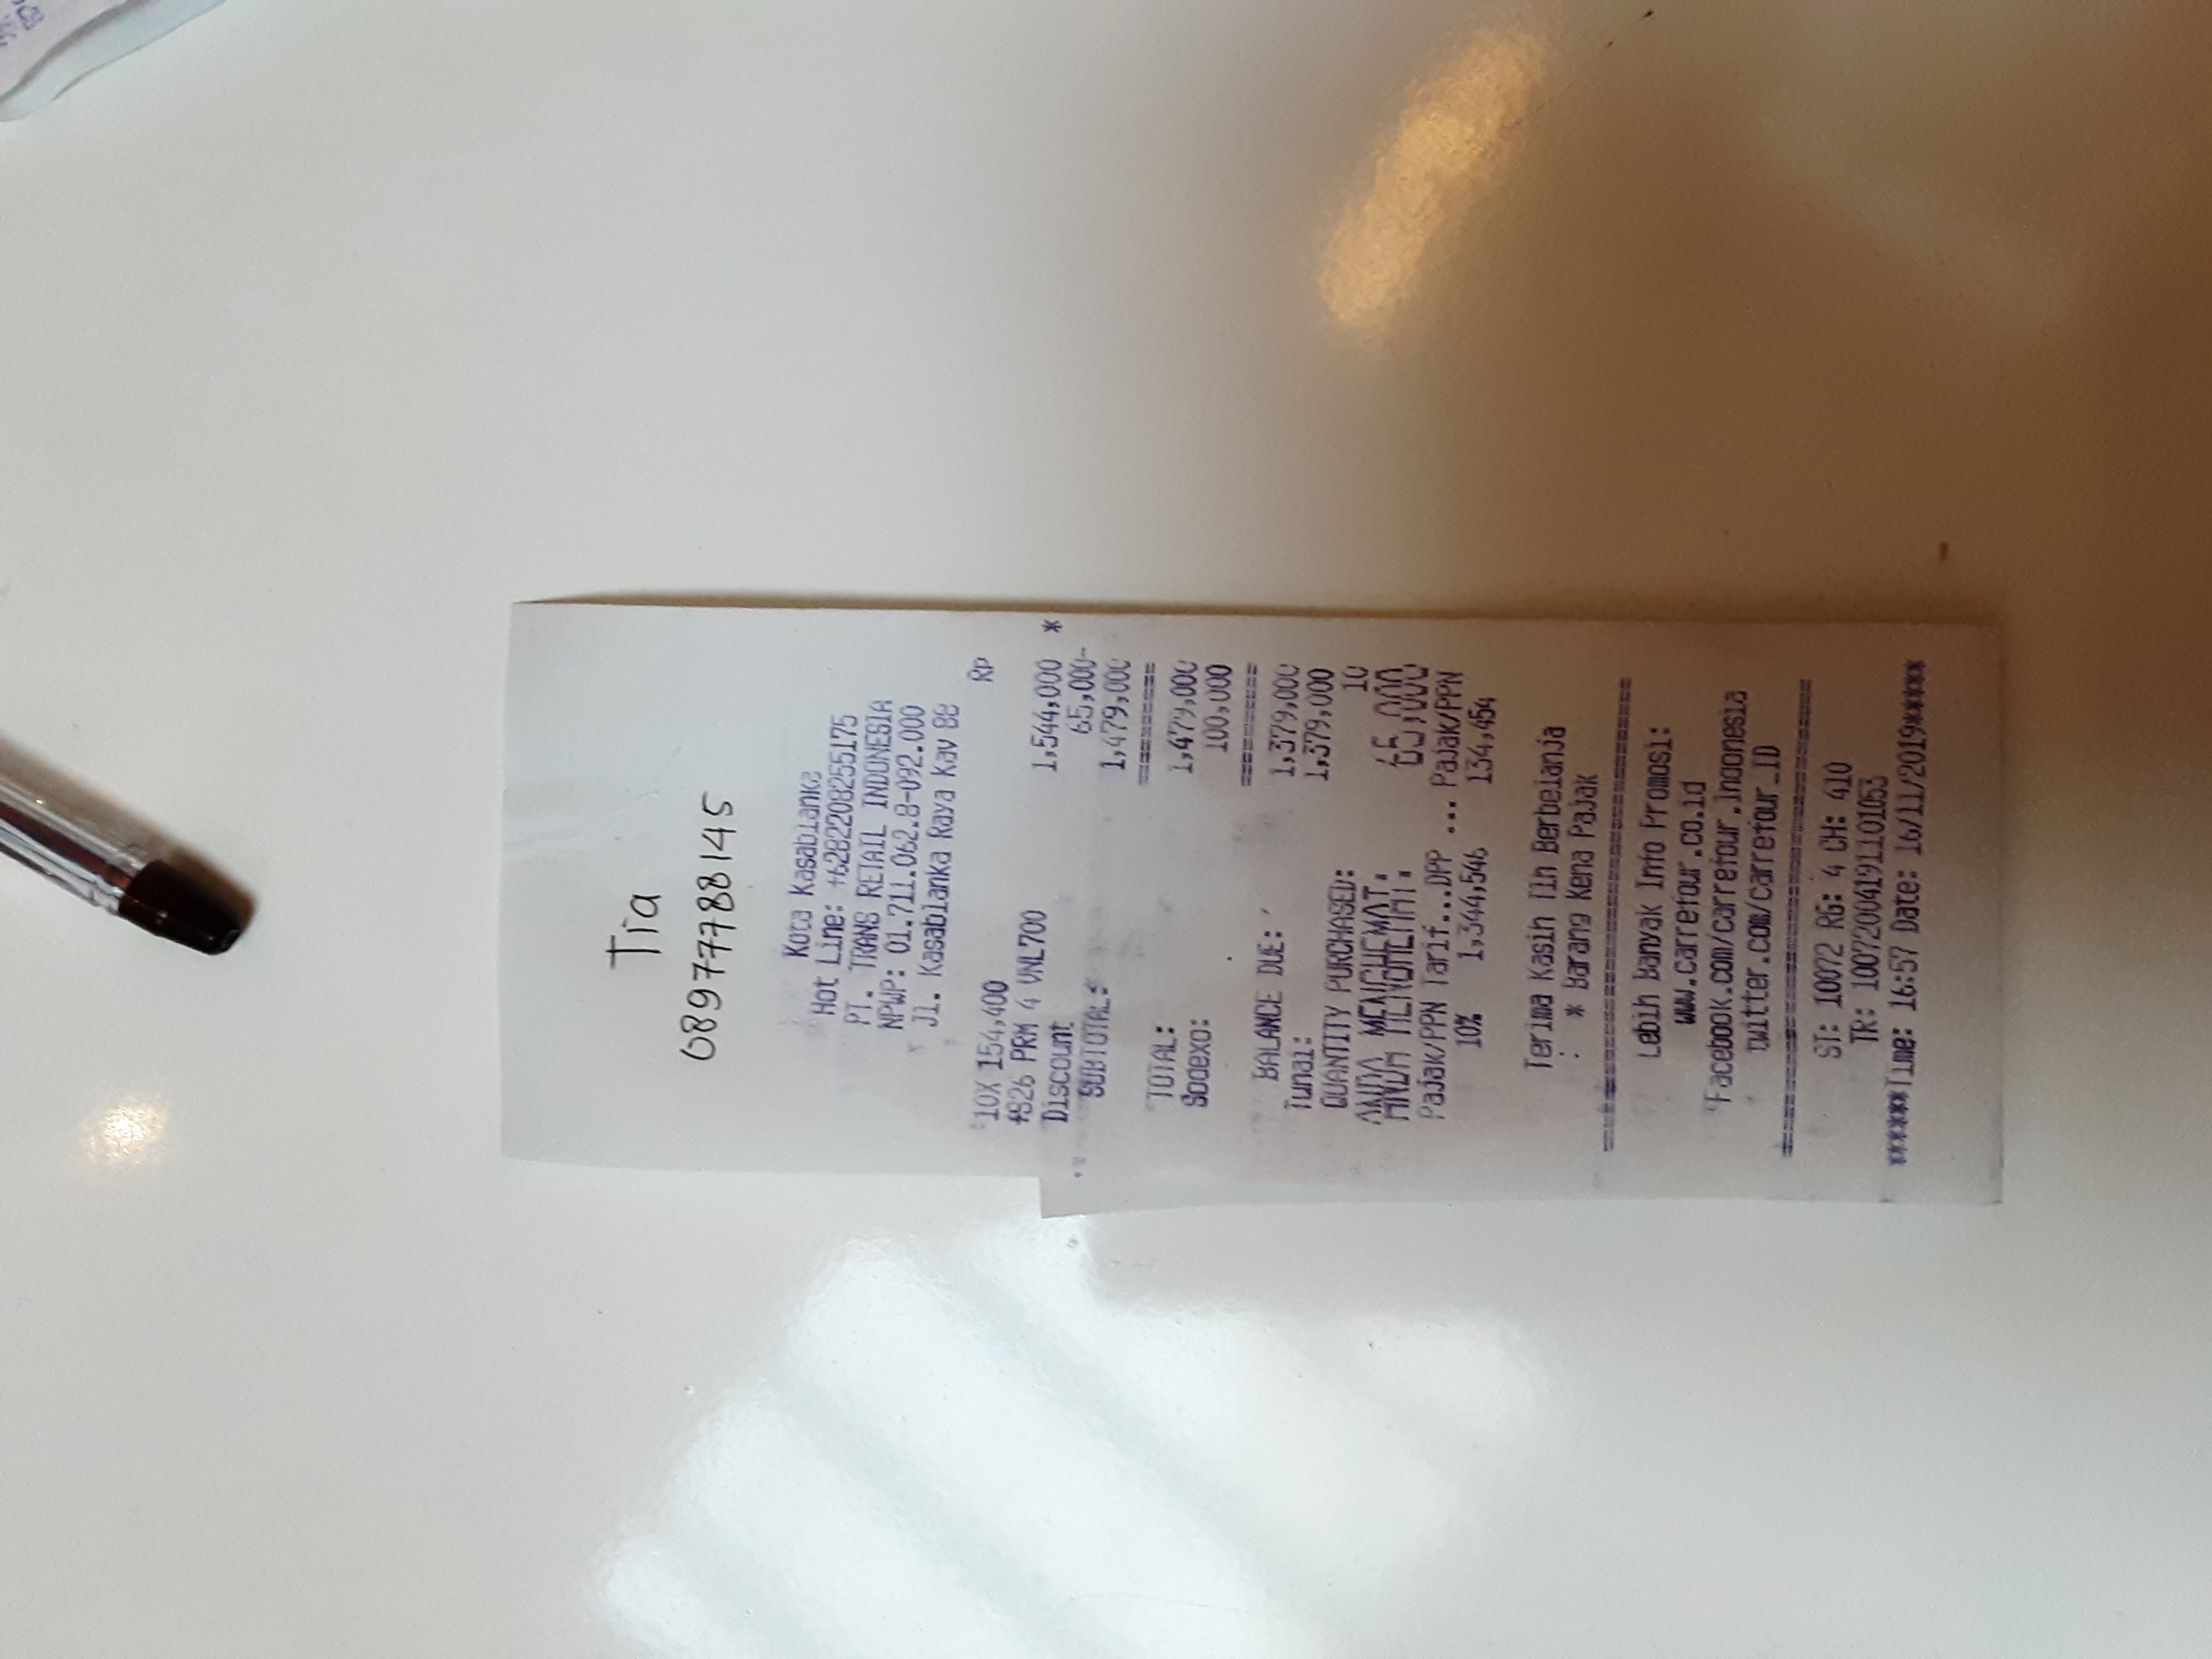 Tia
08977788145
Kota Kasablanka
Hot Line: +6282208255175
PT. TRANS RETAIL INDONESIA
NPWP: 01.711.062.8-092.000
Jl. Kasablanka Raya Kav 88
Rp
10X 154,400
+S26 PRM 4 VNL700 1,544,000 *
Discount 65,000-
SUBTOTAL: 1,479,000
==========
TOTAL: 1,479,000
Sodexo: 100,000
==========
BALANCE DUE: 1,379,000
Tunai: 1,379,000
QUANTITY PURCHASED: 10
ANDA MENGHEMAT: 65,000
Pajak/PPN Tarif...DPP ... Pajak/PPN
10% 1,344,546 134,454
Terima Kasih Tlh Berbelanja
* Barang Kena Pajak
Lebih Banyak Info Promosi:
www.carrefour.co.id
Facebook.com/carrefour.indonesia
twitter.com/carrefour_ID
ST: 10072 RG: 4 CH: 410
TR: 10072004191101053
******Time: 16:57 Date: 16/11/2019*****